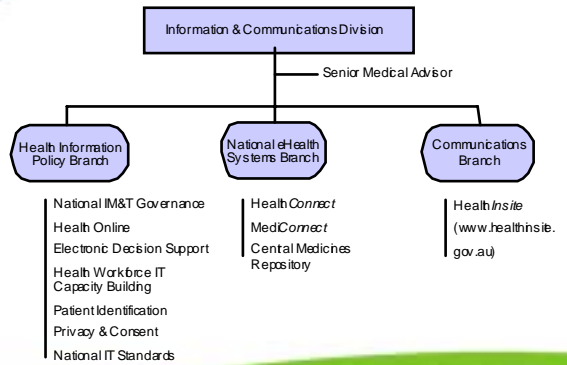 Information & Communications Division
Senior Medical Advisor
Health Information
Policy Branch
National IM&T Governance
Health Online
Electronic Decision Support
Health Workforce IT
Capacity Building
Patient Identification
Privacy & Consent
National IT Standards
National eHealth
Systems Branch
HealthConnect
MediConnect
Cental Medicines
Repository
Communications
Branch
HealthInsite
(www.healthinsite.
gov.au)